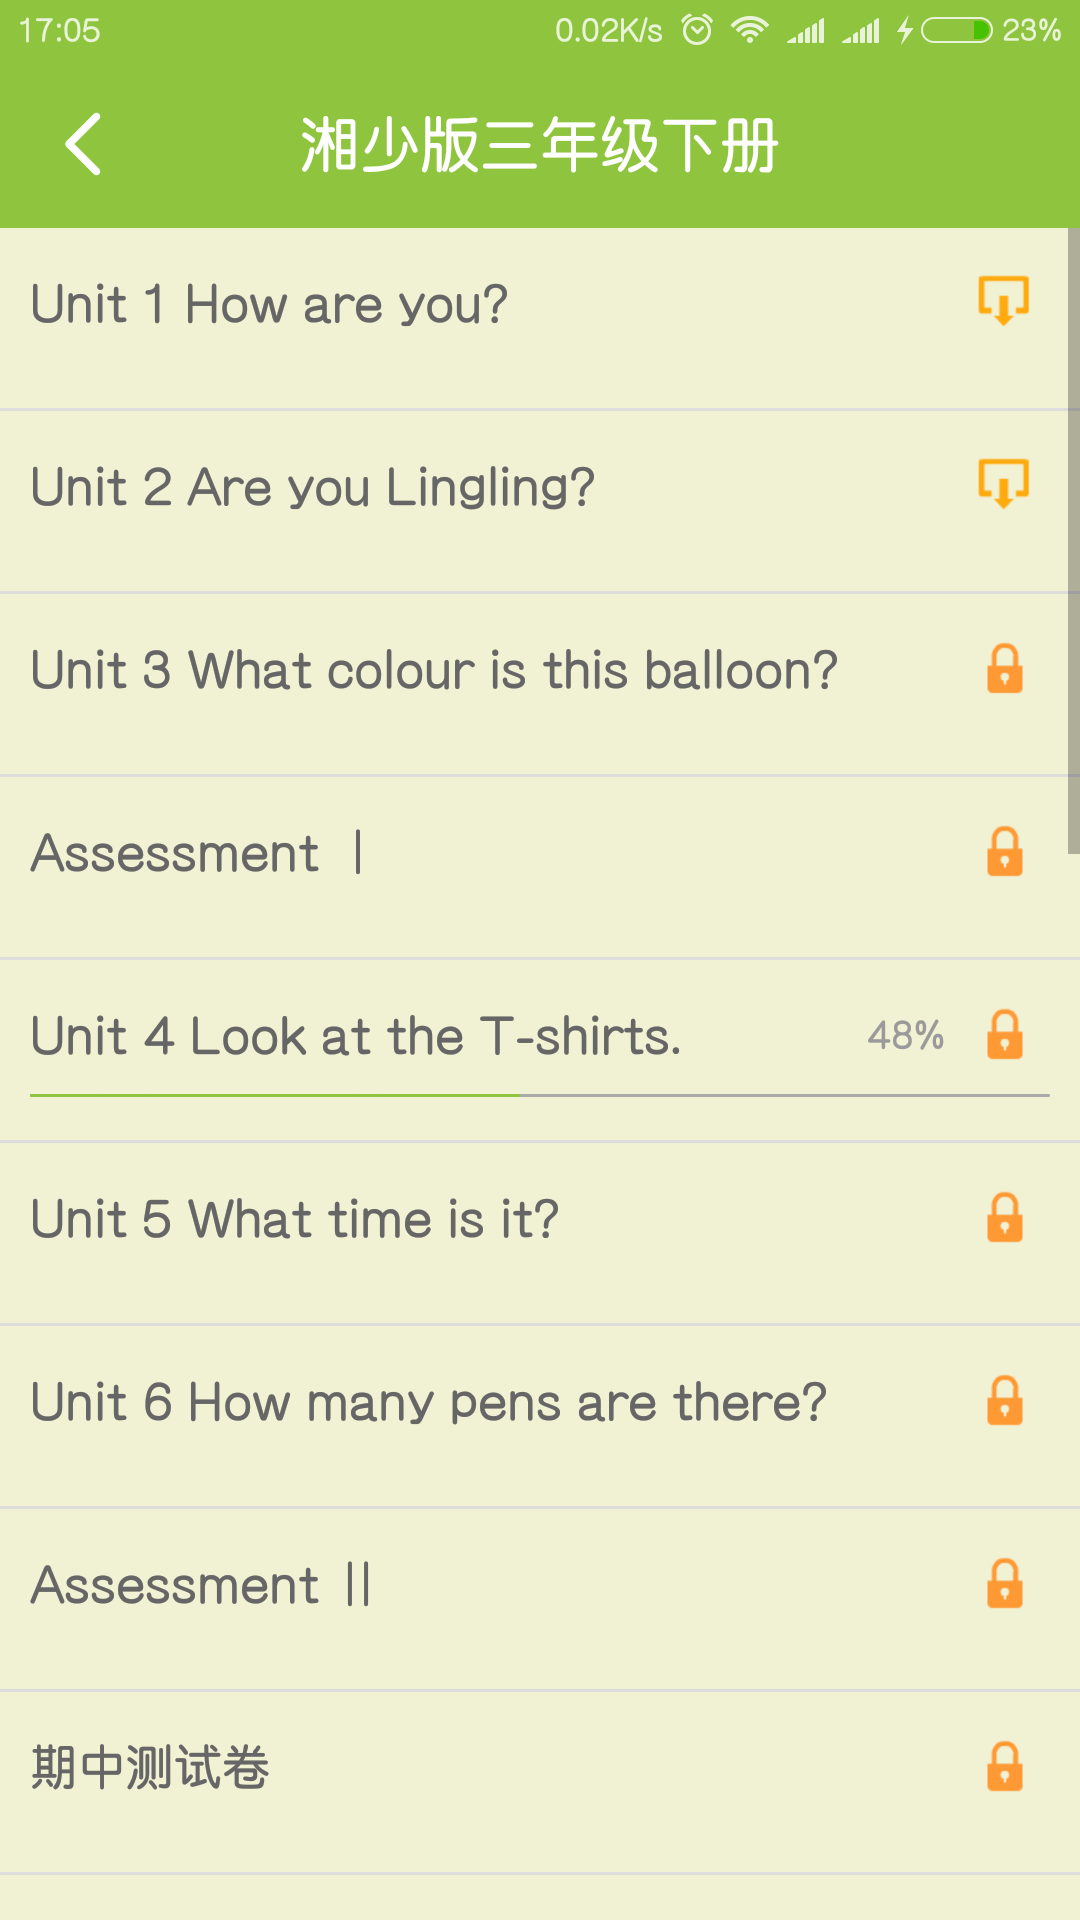 17:05 0.02K/s 23%
湘少版三年级下册
Unit 1 How are you?
Unit 2 Are you Lingling?
Unit 3 What colour is this balloon?
Assessment Ⅰ
Unit 4 Look at the T-shirts. 48%
Unit 5 What time is it?
Unit 6 How many pens are there?
Assessment Ⅱ
期中测试卷